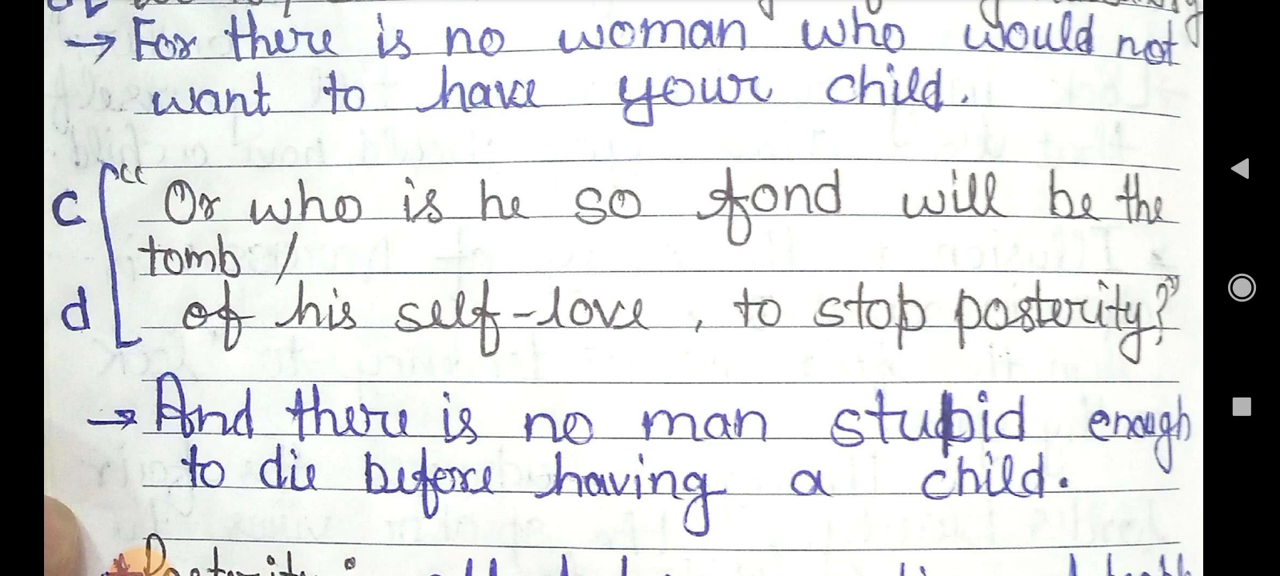 → For there is no woman who would not
want to have your child.
c [ "Or who is he so fond will be the
tomb /
d of his self-love, to stop posterity?"
→ And there is no man stupid enough
to die before having a child.